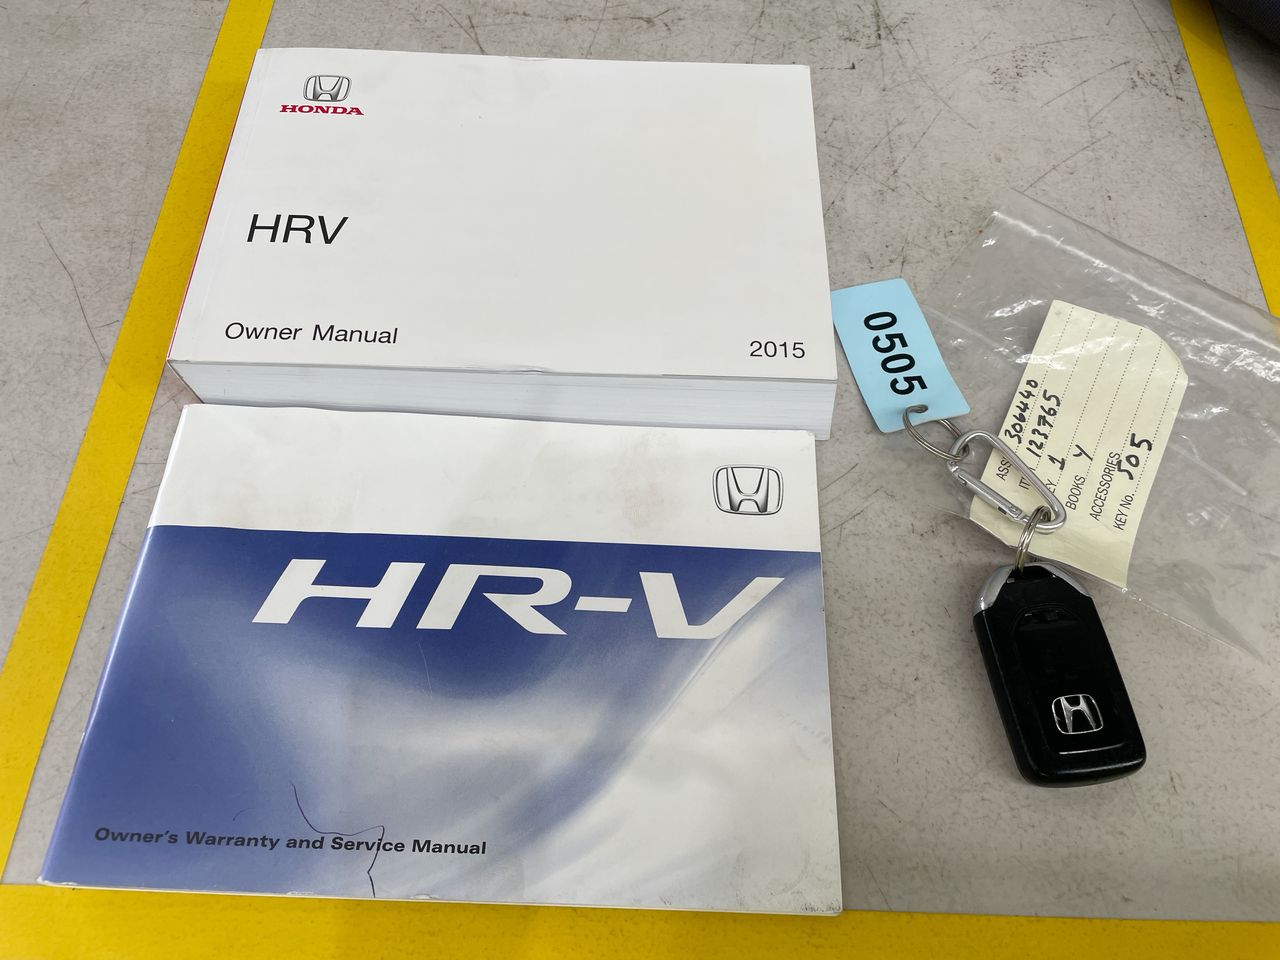 HONDA
HRV
Owner Manual
2015
HR-V
Owner's Warranty and Service Manual
0505
306440
123765
1
BOOKS Y
ACCESSORIES
KEY No. 505